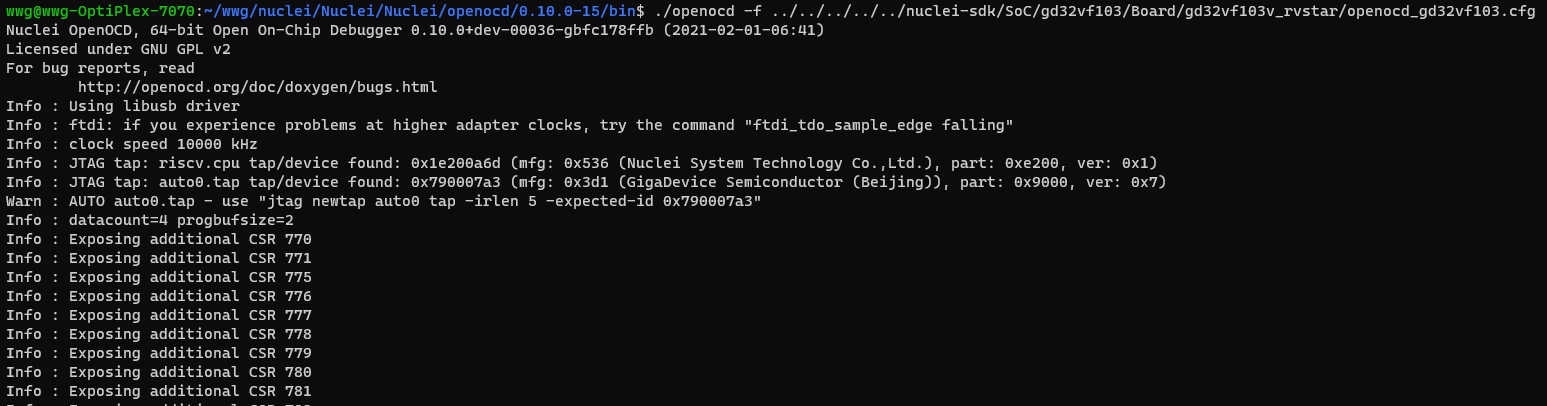 wwg@wwg-OptiPlex-7070:~/wwg/nuclei/Nuclei/Nuclei/openocd/0.10.0-15/bin$ ./openocd -f ../../../../../nuclei-sdk/SoC/gd32vf103/Board/gd32vf103v_rvstar/openocd_gd32vf103.cfg
Nuclei OpenOCD, 64-bit Open On-Chip Debugger 0.10.0+dev-00036-gbfc178ffb (2021-02-01-06:41)
Licensed under GNU GPL v2
For bug reports, read
        http://openocd.org/doc/doxygen/bugs.html
Info : Using libusb driver
Info : ftdi: if you experience problems at higher adapter clocks, try the command "ftdi_tdo_sample_edge falling"
Info : clock speed 10000 kHz
Info : JTAG tap: riscv.cpu tap/device found: 0x1e200a6d (mfg: 0x536 (Nuclei System Technology Co.,Ltd.), part: 0xe200, ver: 0x1)
Info : JTAG tap: auto0.tap tap/device found: 0x790007a3 (mfg: 0x3d1 (GigaDevice Semiconductor (Beijing)), part: 0x9000, ver: 0x7)
Warn : AUTO auto0.tap - use "jtag newtap auto0 tap -irlen 5 -expected-id 0x790007a3"
Info : datacount=4 progbufsize=2
Info : Exposing additional CSR 770
Info : Exposing additional CSR 771
Info : Exposing additional CSR 775
Info : Exposing additional CSR 776
Info : Exposing additional CSR 777
Info : Exposing additional CSR 778
Info : Exposing additional CSR 779
Info : Exposing additional CSR 780
Info : Exposing additional CSR 781